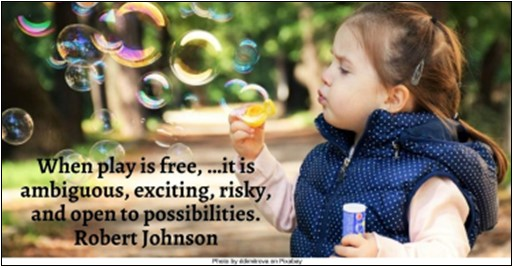 When play is free, ...it is
ambiguous, exciting, risky,
and open to possibilities.
Robert Johnson
Photo by ddimitrova on Pixabay